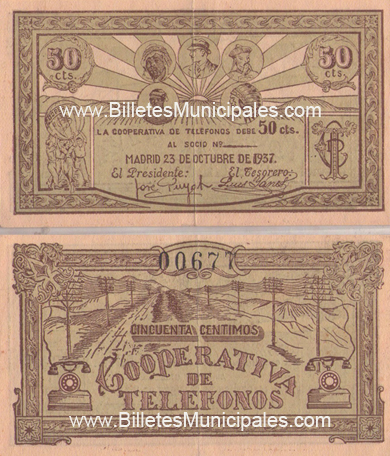 50 cts.
50 cts.
www.BilletesMunicipales.com
LA COOPERATIVA DE TELEFONOS DEBE 50 cts.
AL SOCIO Nº
MADRID 23 DE OCTUBRE DE 1937.
El Presidente: El Tesorero:
00677
CINCUENTA CENTIMOS
COOPERATIVA
DE
TELEFONOS
www.BilletesMunicipales.com